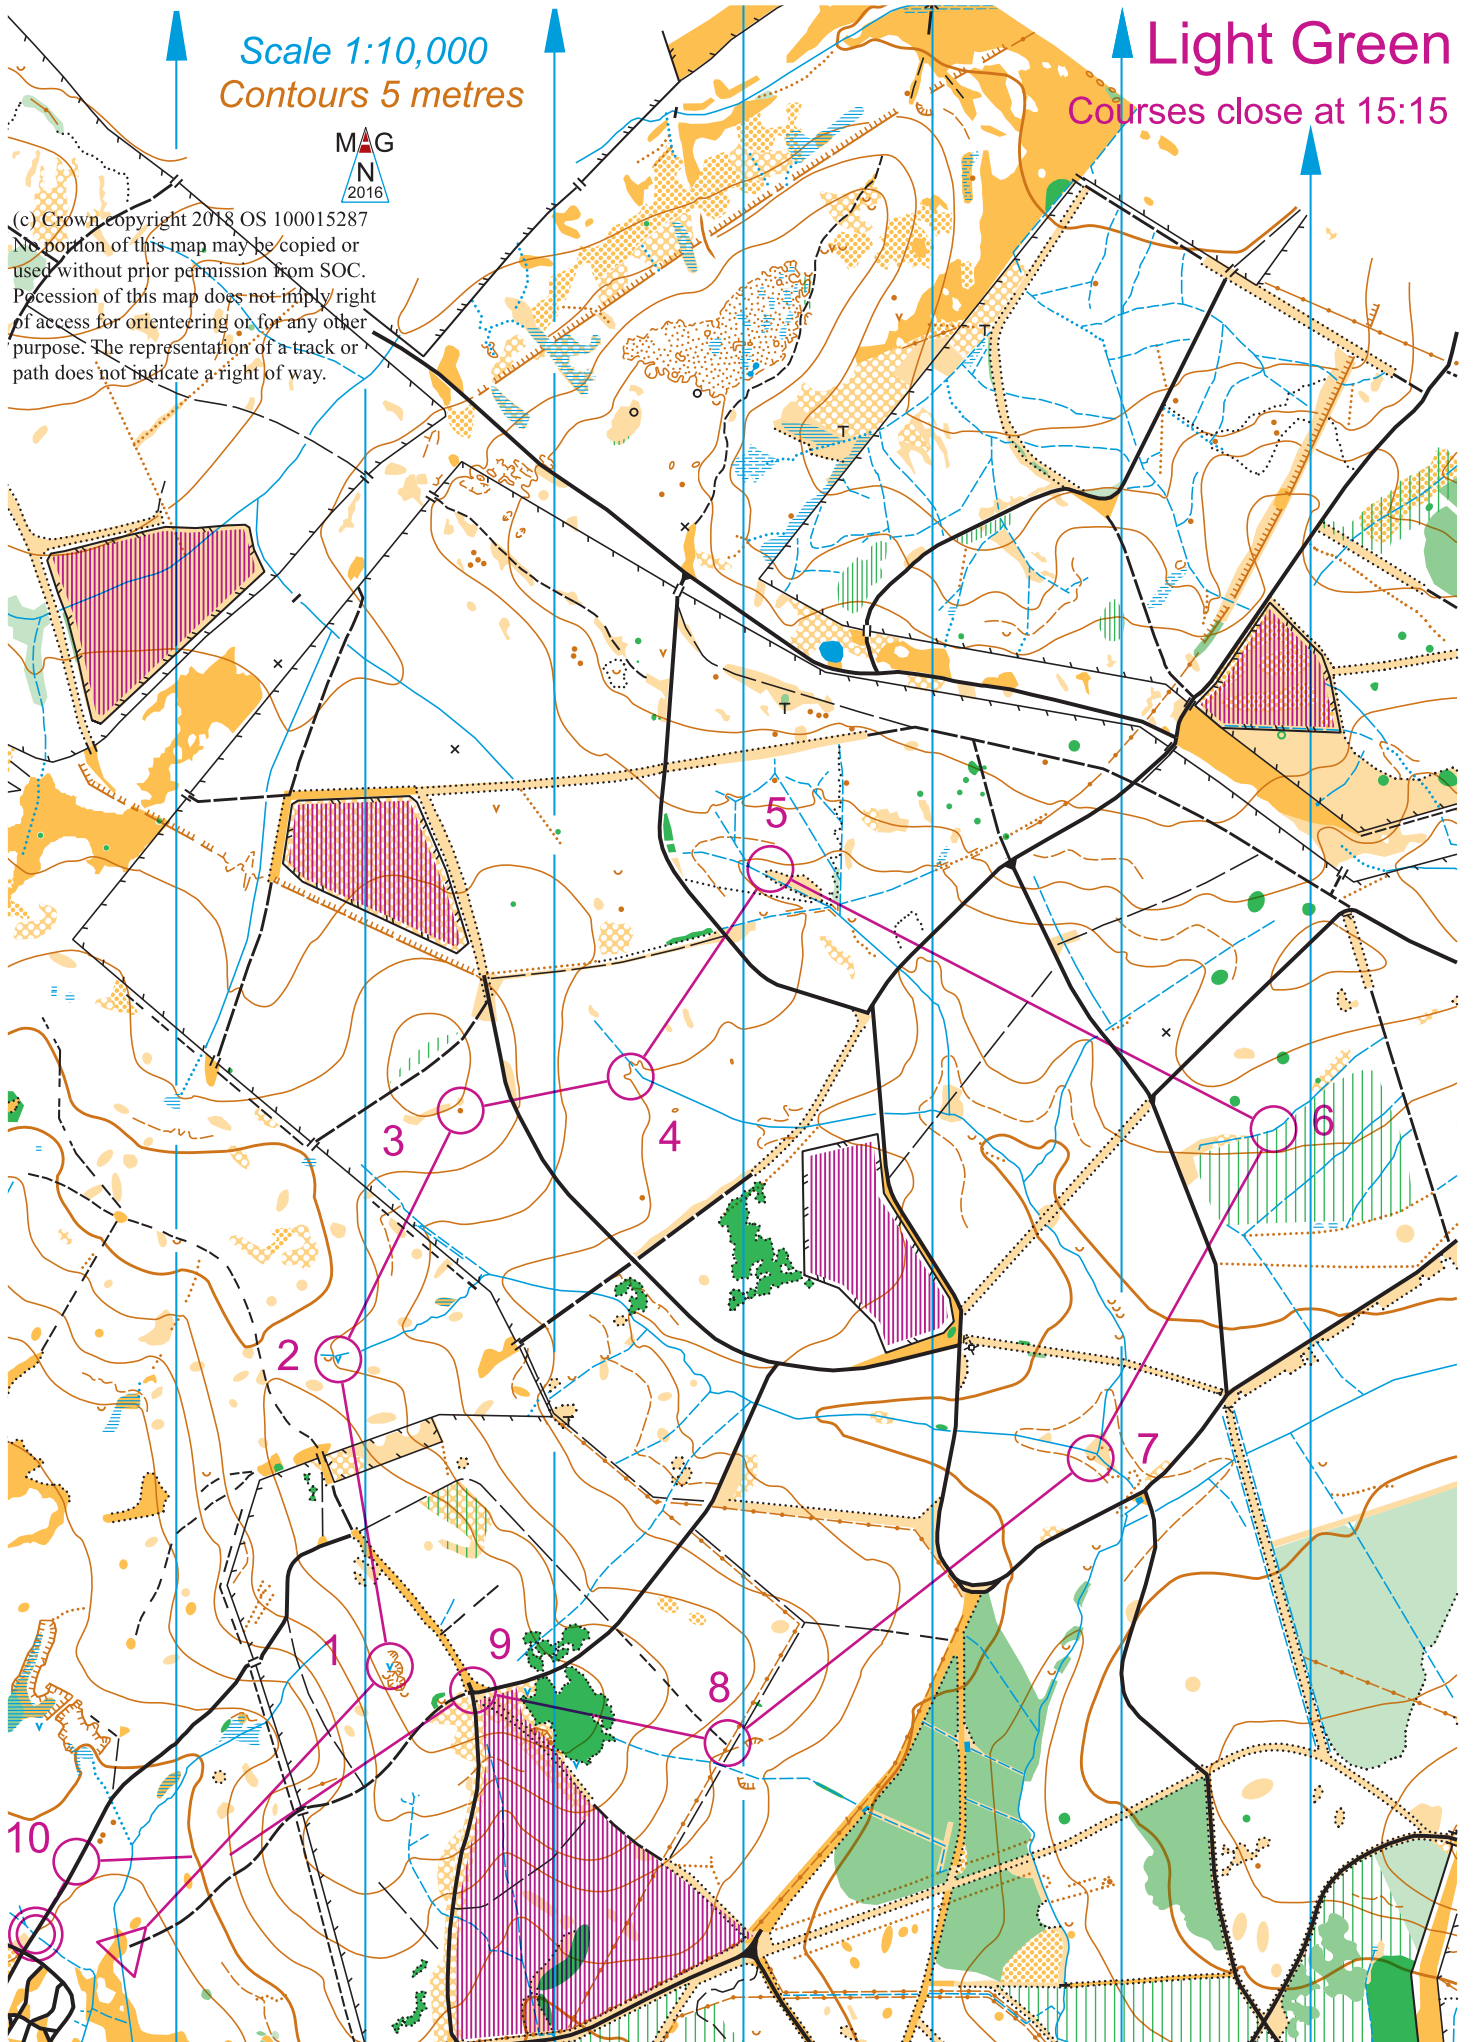 Light Green
Courses close at 15:15
Scale 1:10,000
Contours 5 metres
MAG
N
2016
(c) Crown copyright 2018 OS 100015287
No portion of this map may be copied or
used without prior permission from SOC.
Pocession of this map does not imply right
of access for orienteering or for any other
purpose. The representation of a track or
path does not indicate a right of way.
5
3
4
6
2
7
1
9
8
10